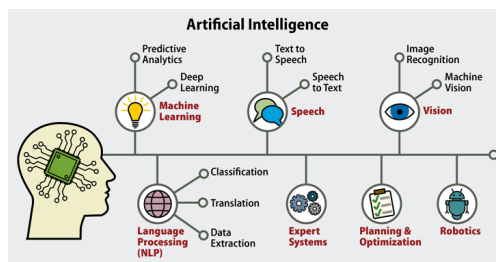 Artificial Intelligence
Predictive
Analytics
Deep
Learning
Machine
Learning
Text to
Speech
Speech
to Text
Speech
Image
Recognition
Machine
Vision
Vision
Classification
Translation
Data
Extraction
Language
Processing
(NLP)
Expert
Systems
Planning &
Optimization
Robotics